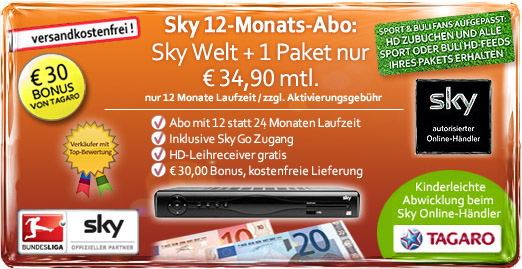 versandkostenfrei !
Sky 12-Monats-Abo:
Sky Welt + 1 Paket nur
€ 34,90 mtl.
nur 12 Monate Laufzeit / zzgl. Aktivierungsgebühr
SPORT & BULI FANS AUFGEPASST:
HD ZUBUCHEN UND ALLE
SPORT ODER BULI HD-FEEDS
IHRES PAKETS ERHALTEN
€ 30
BONUS
VON TAGARO
Verkäufer mit
Top-Bewertung
Abo mit 12 statt 24 Monaten Laufzeit
Inklusive Sky Go Zugang
HD-Leihreceiver gratis
€ 30,00 Bonus, kostenfreie Lieferung
sky
autorisierter
Online-Händler
BUNDESLIGA
sky
OFFIZIELLER PARTNER
sky
10
20
Kinderleichte
Abwicklung beim
Sky Online-Händler
TAGARO